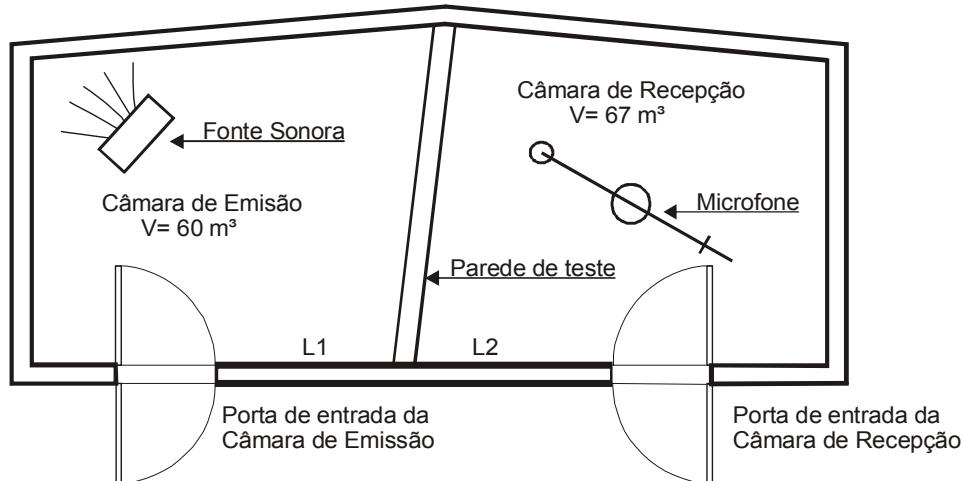 Câmara de Recepção
V= 67 m³
Fonte Sonora
Câmara de Emisão
V= 60 m³
Microfone
Parede de teste
L1
L2
Porta de entrada da
Câmara de Emissão
Porta de entrada da
Câmara de Recepção